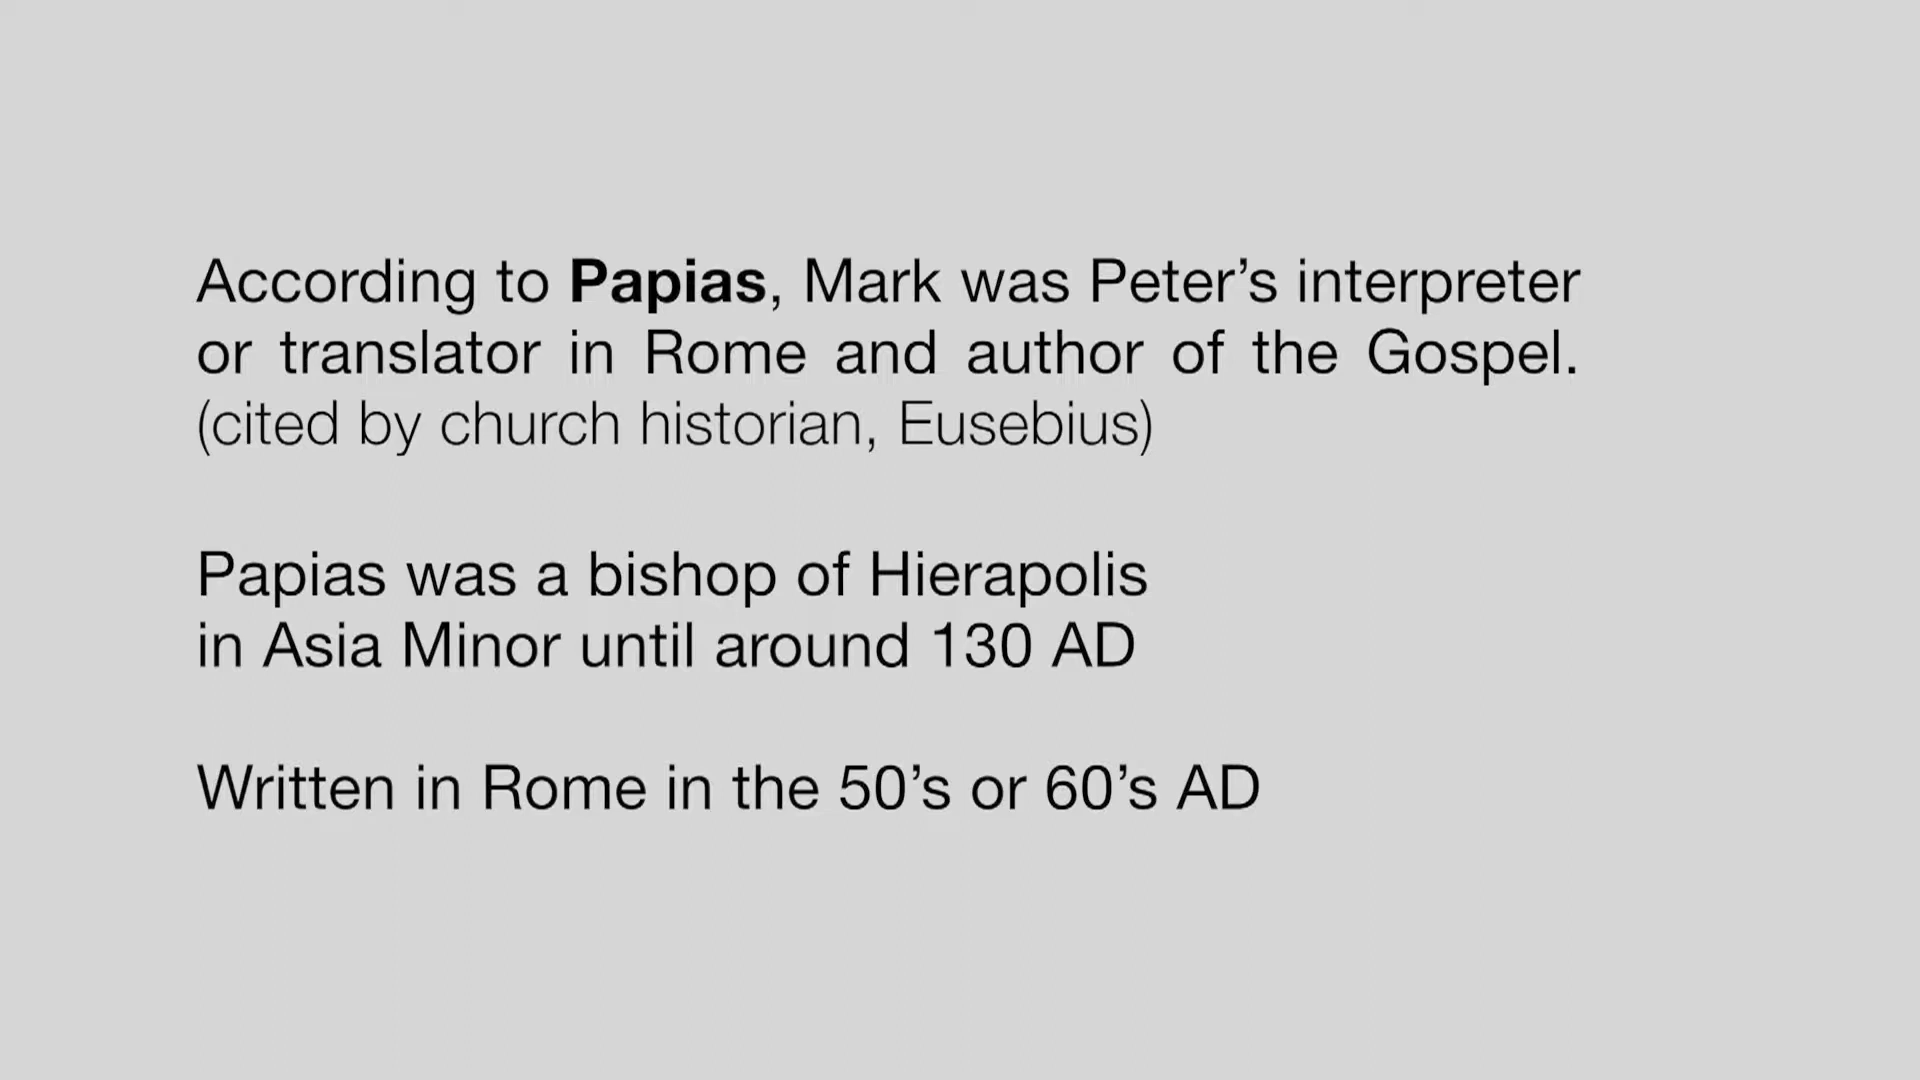 According to Papias, Mark was Peter’s interpreter
or translator in Rome and author of the Gospel.
(cited by church historian, Eusebius)
Papias was a bishop of Hierapolis
in Asia Minor until around 130 AD
Written in Rome in the 50’s or 60’s AD